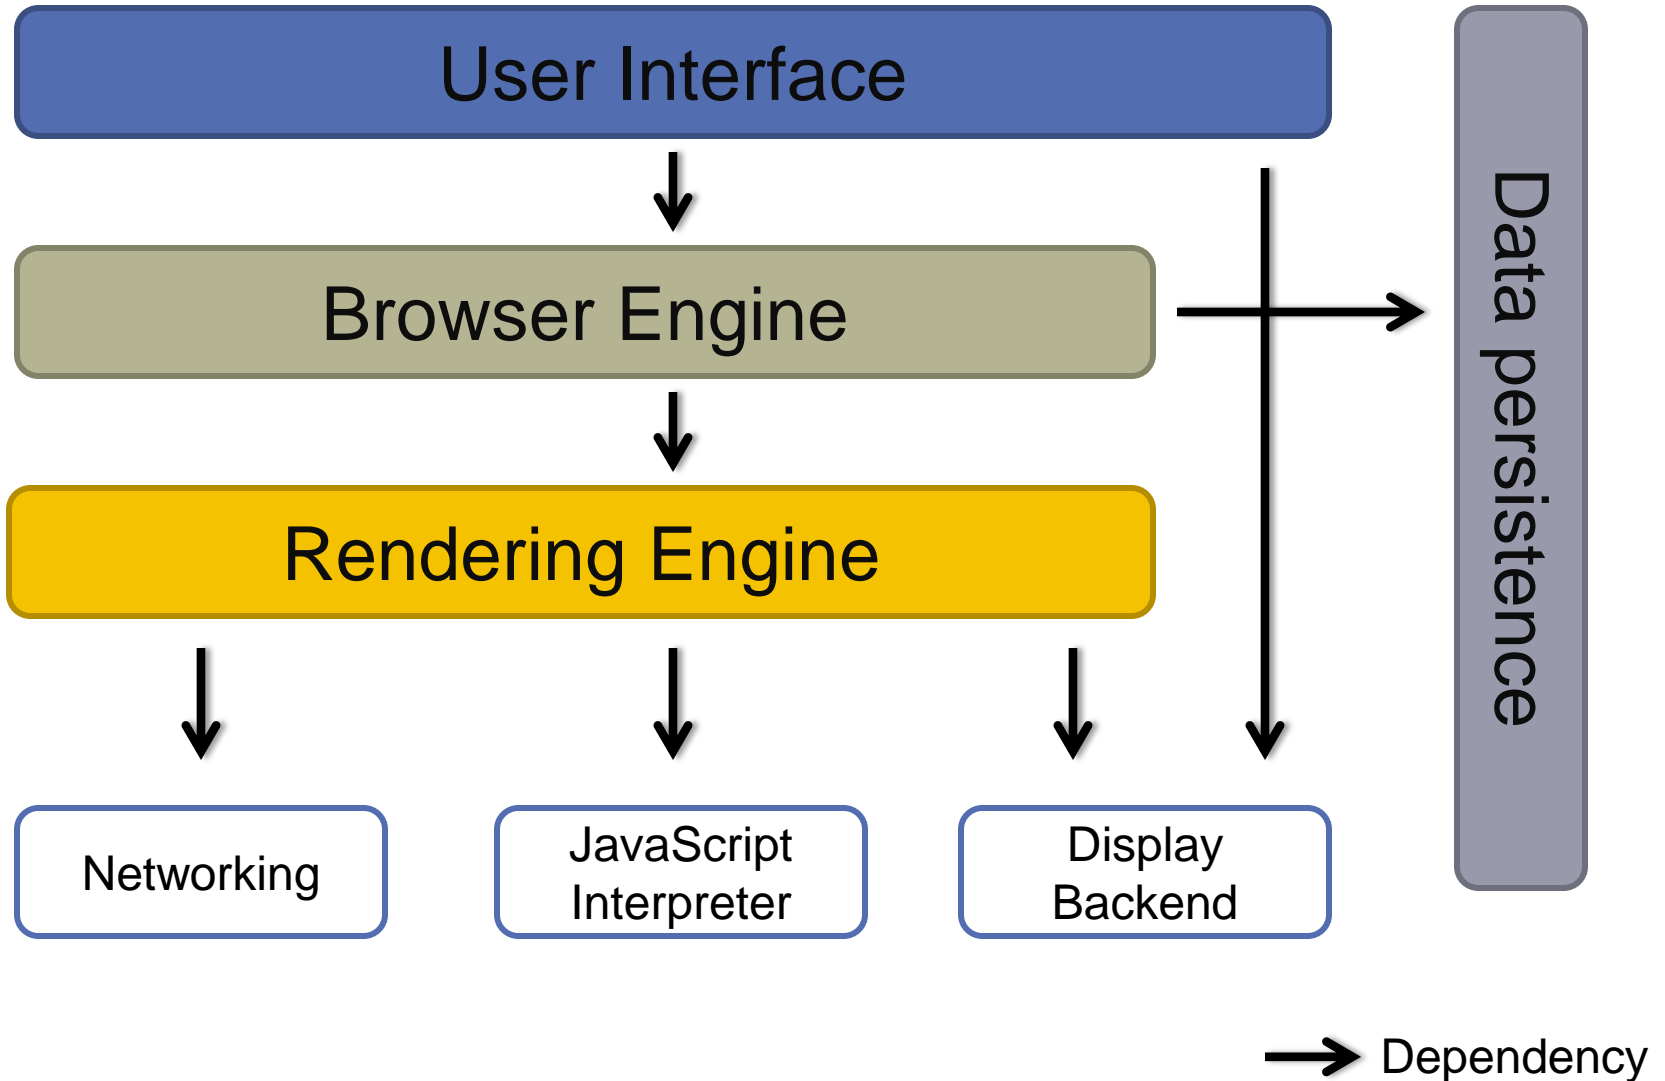 User Interface
Browser Engine
Rendering Engine
Networking
JavaScript
Interpreter
Display
Backend
Data persistence
Dependency